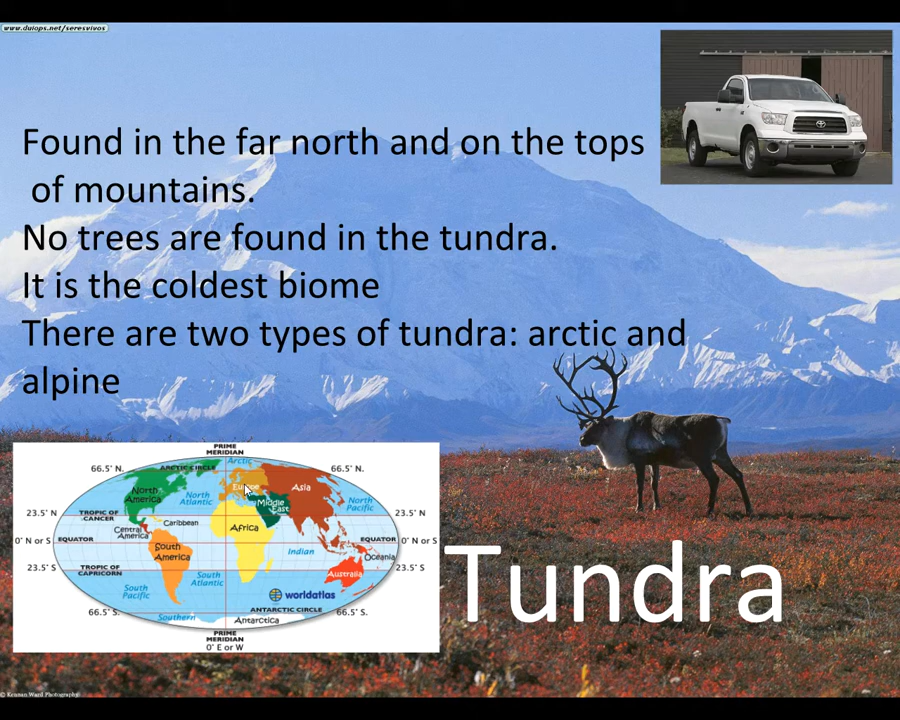 www.duiops.net/seresvivos
Found in the far north and on the tops
of mountains.
No trees are found in the tundra.
It is the coldest biome
There are two types of tundra: arctic and
alpine
PRIME
MERIDIAN
Arctic
66.5° N.
ARCTIC CIRCLE
66.5° N.
North
America
North
Atlantic
Europe
Asia
Middle
East
North
Pacific
23.5° N
TROPIC OF
CANCER
Caribbean
23.5° N
Central
America
Africa
0° N or S
EQUATOR
Indian
EQUATOR
0° N or S
South
America
Oceania
23.5° S
TROPIC OF
CAPRICORN
South
Pacific
South
Atlantic
Australia
23.5° S
worldatlas
66.5° S.
Southern
ANTARCTIC CIRCLE
66.5° S.
Antarctica
PRIME
MERIDIAN
0° E or W
Tundra
© Kennan Ward Photography